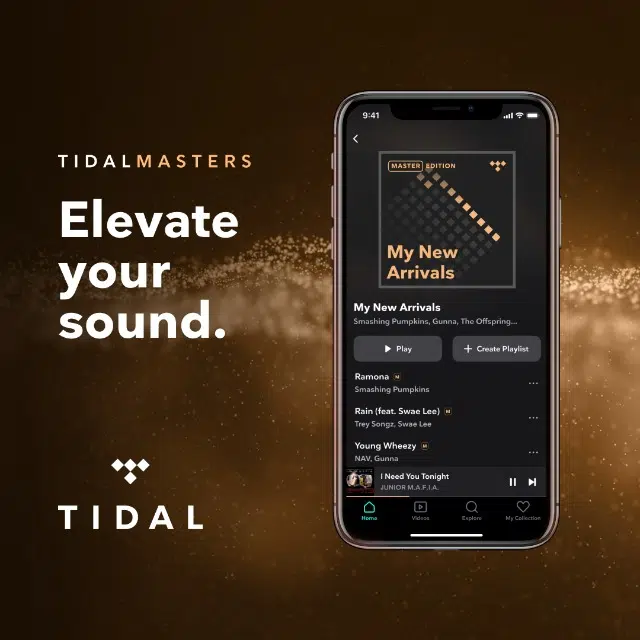 TIDALMASTERS
Elevate
your
sound.
TIDAL
9:41
MASTER EDITION
My New
Arrivals
My New Arrivals
Smashing Pumpkins, Gunna, The Offspring...
Play
Create Playlist
Ramona M
Smashing Pumpkins
Rain (feat. Swae Lee) M
Trey Songz, Swae Lee
Young Wheezy M
NAV, Gunna
I Need You Tonight
JUNIOR M.A.F.I.A.
Home
Videos
Explore
My Collection